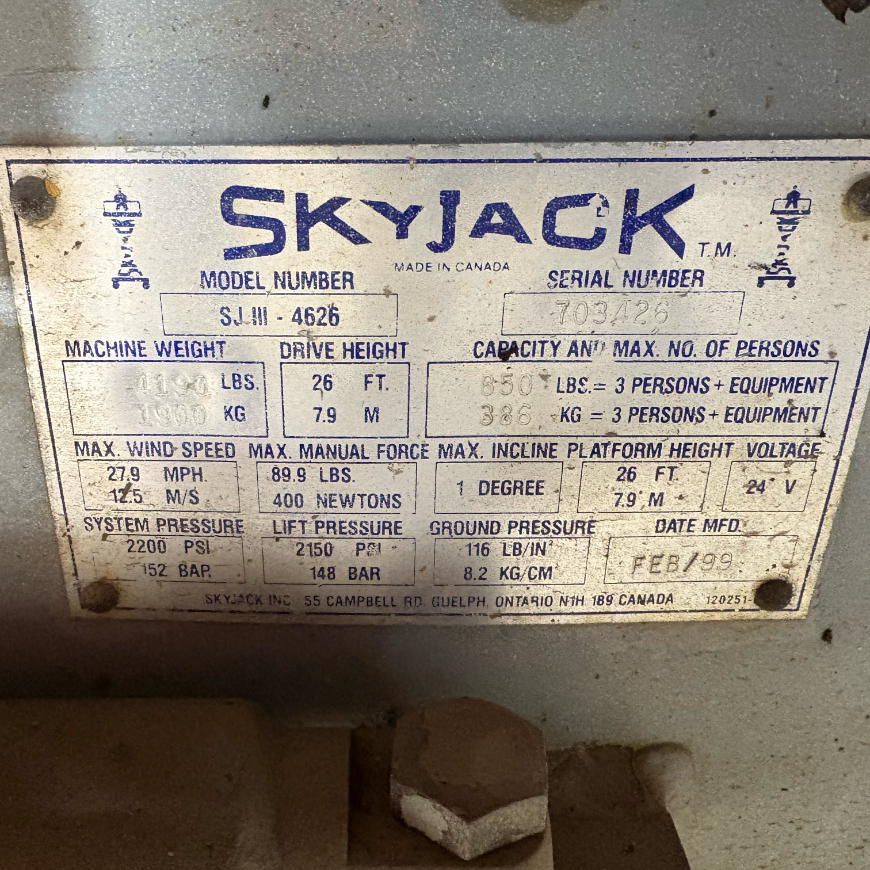 SKYJACK T.M.
MADE IN CANADA
MODEL NUMBER SERIAL NUMBER
SJ III - 4626 703426
MACHINE WEIGHT DRIVE HEIGHT CAPACITY AND MAX. NO. OF PERSONS
LBS. 26 FT. 850 LBS. = 3 PERSONS + EQUIPMENT
1900 KG 7.9 M 386 KG = 3 PERSONS + EQUIPMENT
MAX. WIND SPEED MAX. MANUAL FORCE MAX. INCLINE PLATFORM HEIGHT VOLTAGE
27.9 MPH. 89.9 LBS. 1 DEGREE 26 FT. 24 V
12.5 M/S 400 NEWTONS 7.9 M
SYSTEM PRESSURE LIFT PRESSURE GROUND PRESSURE DATE MFD.
2200 PSI 2150 PSI 116 LB/IN² FEB/99
152 BAR 148 BAR 8.2 KG/CM²
SKYJACK INC. 55 CAMPBELL RD. GUELPH, ONTARIO N1H 1B9 CANADA 120251
SKYJACK
SKYJACK